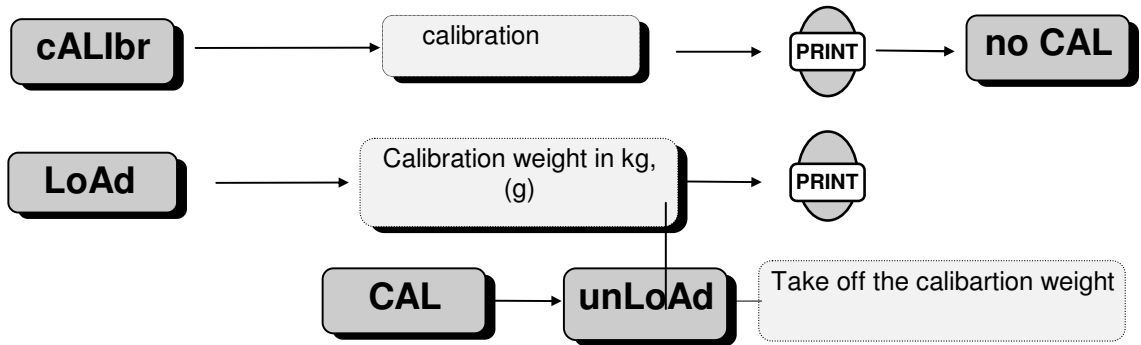 cALIbr
calibration
PRINT
no CAL
LoAd
Calibration weight in kg,
(g)
PRINT
CAL
unLoAd
Take off the calibartion weight